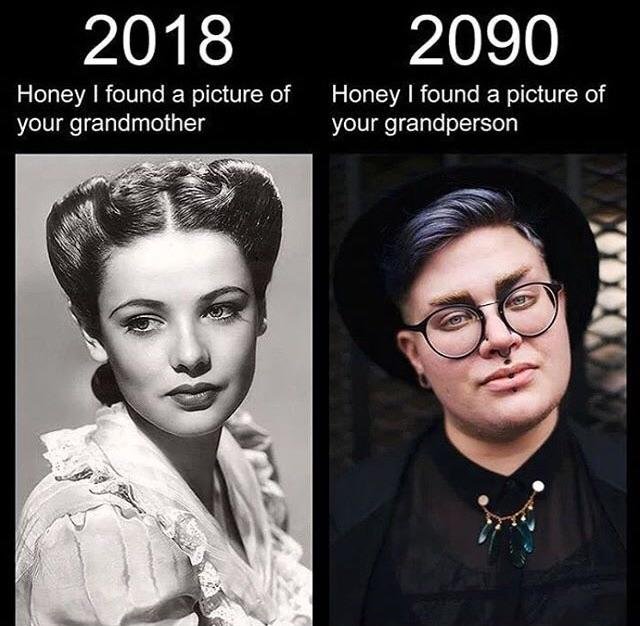 2018
Honey I found a picture of
your grandmother
2090
Honey I found a picture of
your grandperson